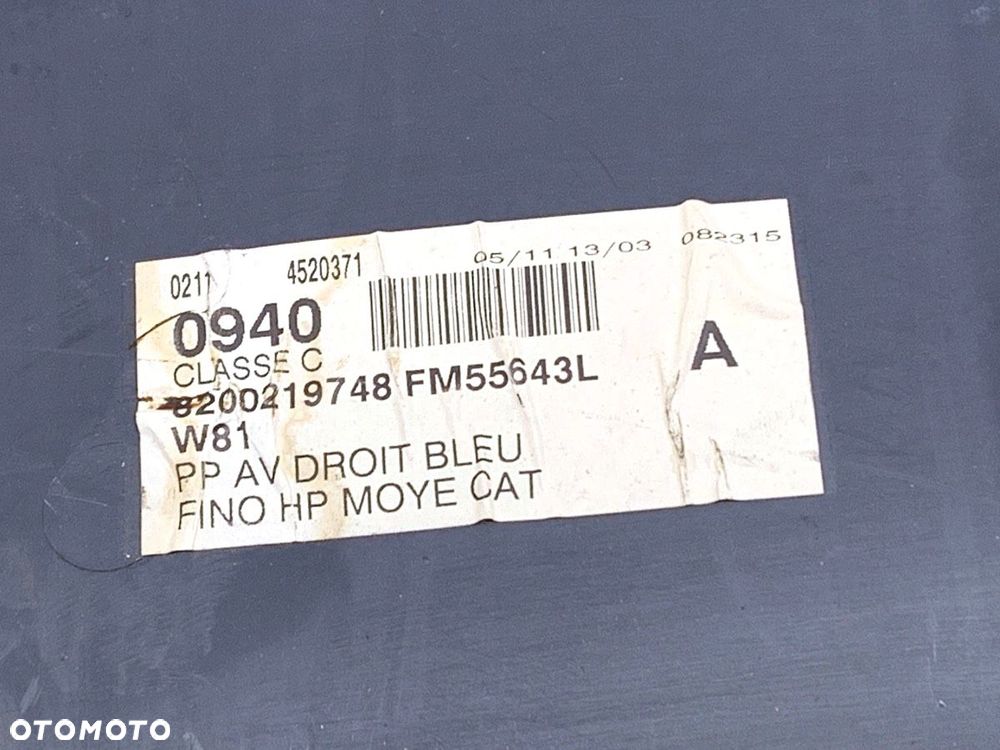 0211 4520371 05/11 13/03 082315
0940
CLASSE C
8200219748 FM55643L
A
W81
PP AV DROIT BLEU
FINO HP MOYE CAT
OTOMOTO